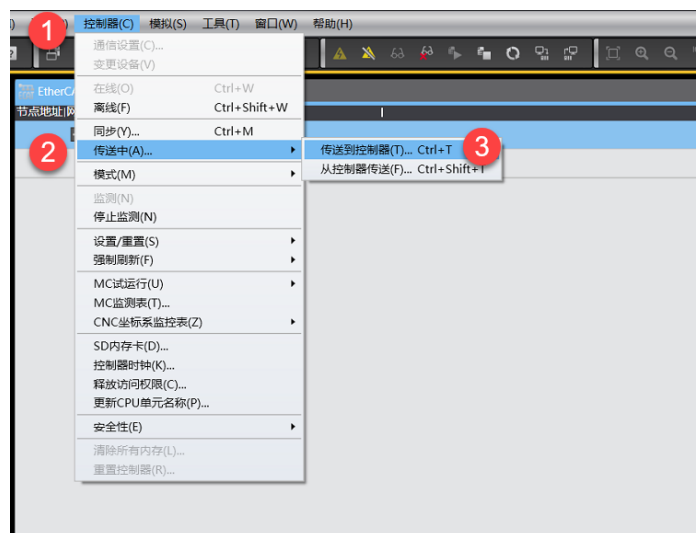 1
控制器(C) 模拟(S) 工具(T) 窗口(W) 帮助(H)
通信设置(C)...
变更设备(V)
EtherCA
在线(O) Ctrl+W
节点地址|网
离线(F) Ctrl+Shift+W
同步(Y)... Ctrl+M
2
传送中(A)...
传送到控制器(T)... Ctrl+T
3
从控制器传送(F)... Ctrl+Shift+T
模式(M)
监测(N)
停止监测(N)
设置/重置(S)
强制刷新(F)
MC试运行(U)
MC监测表(T)...
CNC坐标系监控表(Z)
SD内存卡(D)...
控制器时钟(K)...
释放访问权限(C)...
更新CPU单元名称(P)...
安全性(E)
清除所有内存(L)...
重置控制器(R)...